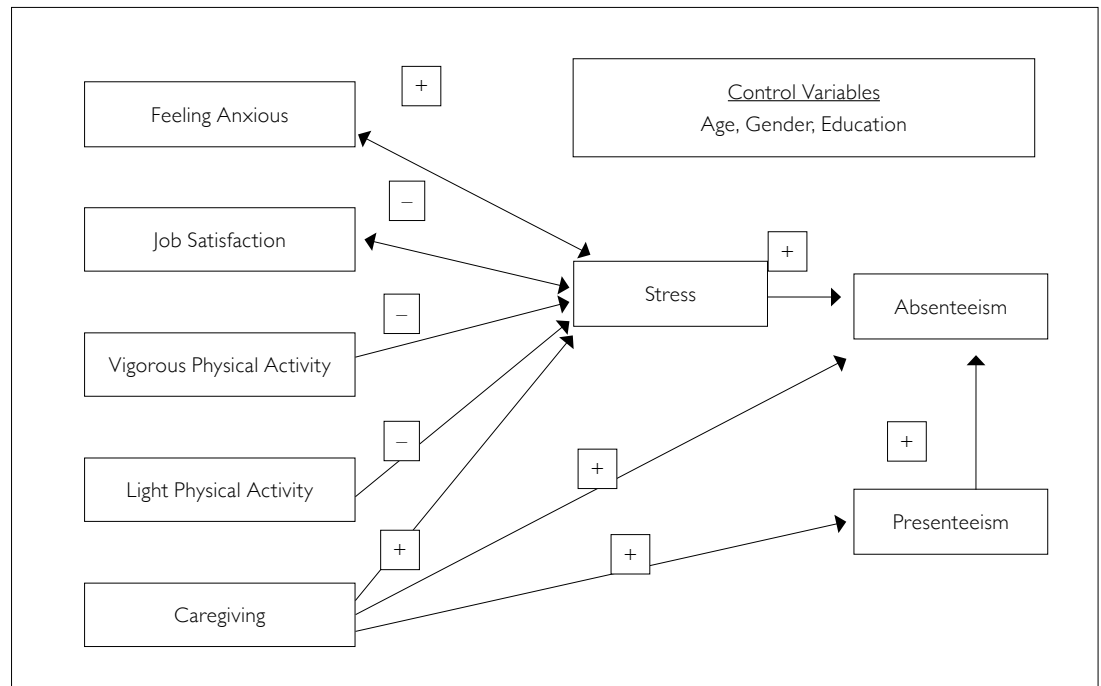 Feeling Anxious
+
Control Variables
Age, Gender, Education
Job Satisfaction
−
+
Stress
Absenteeism
Vigorous Physical Activity
−
Light Physical Activity
−
+
+
Presenteeism
Caregiving
+
+